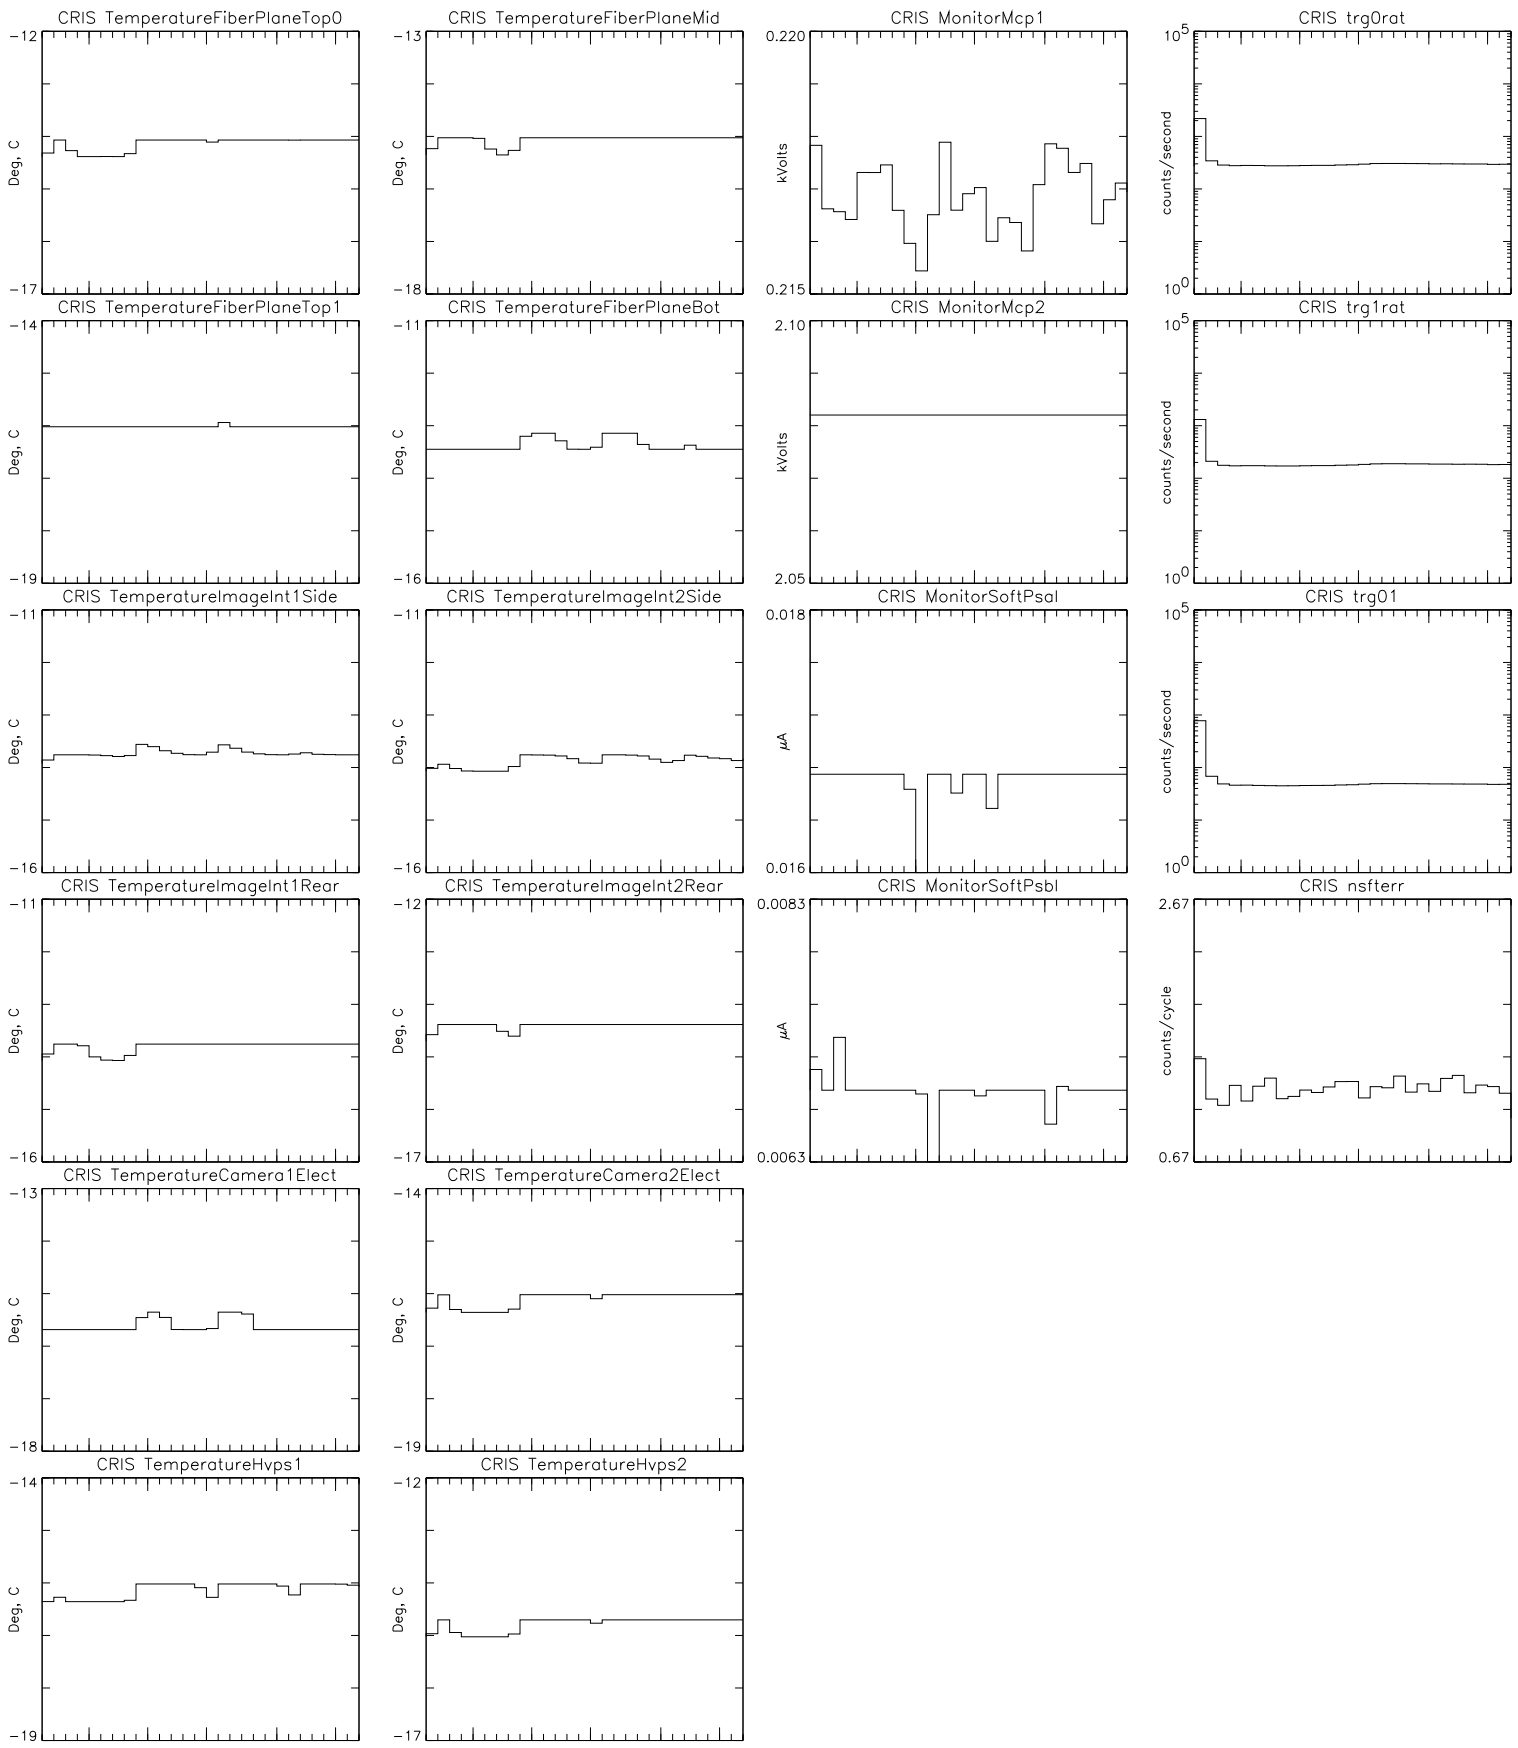 CRIS TemperatureFiberPlaneTop0
-12
Deg, C
-17
CRIS TemperatureFiberPlaneMid
-13
Deg, C
-18
CRIS MonitorMcp1
0.220
kVolts
0.215
CRIS trg0rat
10^5
counts/second
10^0
CRIS TemperatureFiberPlaneTop1
-14
Deg, C
-19
CRIS TemperatureFiberPlaneBot
-11
Deg, C
-16
CRIS MonitorMcp2
2.10
kVolts
2.05
CRIS trg1rat
10^5
counts/second
10^0
CRIS TemperatureImageInt1Side
-11
Deg, C
-16
CRIS TemperatureImageInt2Side
-11
Deg, C
-16
CRIS MonitorSoftPsaI
0.018
μA
0.016
CRIS trg01
10^5
counts/second
10^0
CRIS TemperatureImageInt1Rear
-11
Deg, C
-16
CRIS TemperatureImageInt2Rear
-12
Deg, C
-17
CRIS MonitorSoftPsbI
0.0083
μA
0.0063
CRIS nsfterr
2.67
counts/cycle
0.67
CRIS TemperatureCamera1Elect
-13
Deg, C
-18
CRIS TemperatureCamera2Elect
-14
Deg, C
-19
CRIS TemperatureHvps1
-14
Deg, C
-19
CRIS TemperatureHvps2
-12
Deg, C
-17